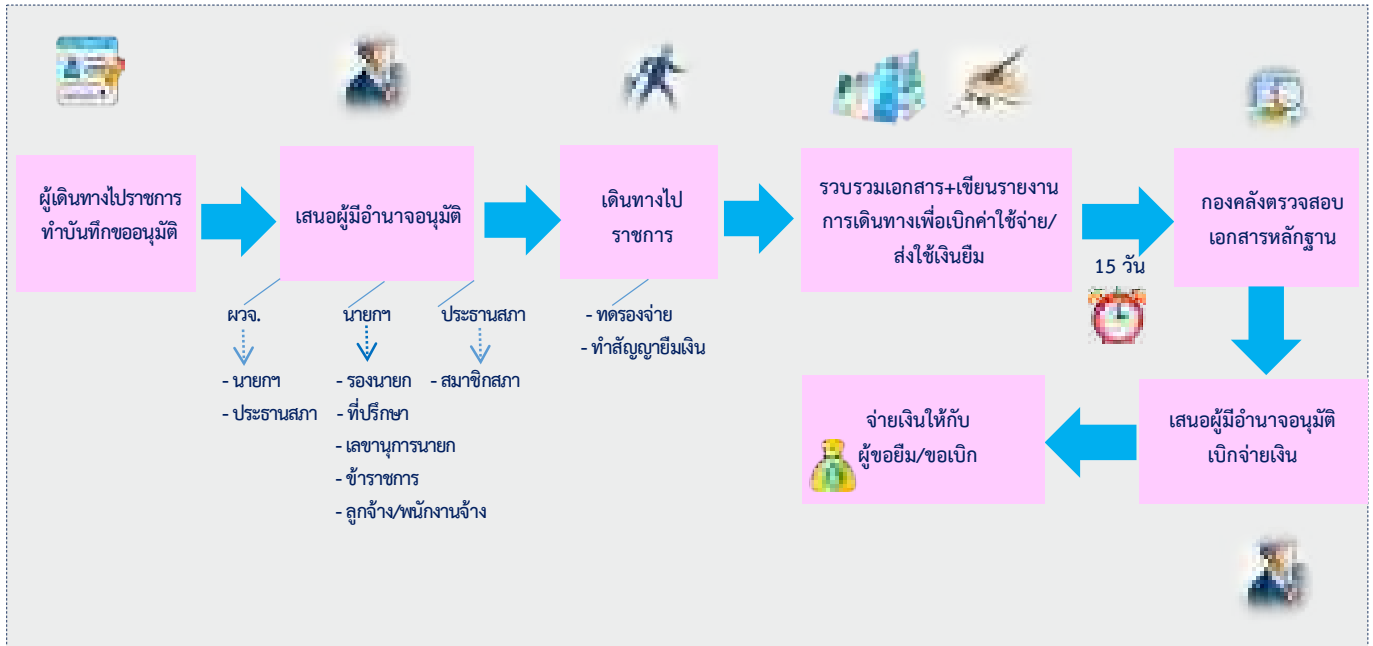 ผู้เดินทางไปราชการ
ทำบันทึกขออนุมัติ
เสนอผู้มีอำนาจอนุมัติ
เดินทางไป
ราชการ
รวบรวมเอกสาร+เขียนรายงาน
การเดินทางเพื่อเบิกค่าใช้จ่าย/
ส่งใช้เงินยืม
15 วัน
กองคลังตรวจสอบ
เอกสารหลักฐาน
ผวจ.
- นายกฯ
- ประธานสภา
นายกฯ
- รองนายก
- ที่ปรึกษา
- เลขานุการนายก
- ข้าราชการ
- ลูกจ้าง/พนักงานจ้าง
ประธานสภา
- สมาชิกสภา
- ทดรองจ่าย
- ทำสัญญายืมเงิน
เสนอผู้มีอำนาจอนุมัติ
เบิกจ่ายเงิน
จ่ายเงินให้กับ
ผู้ขอยืม/ขอเบิก